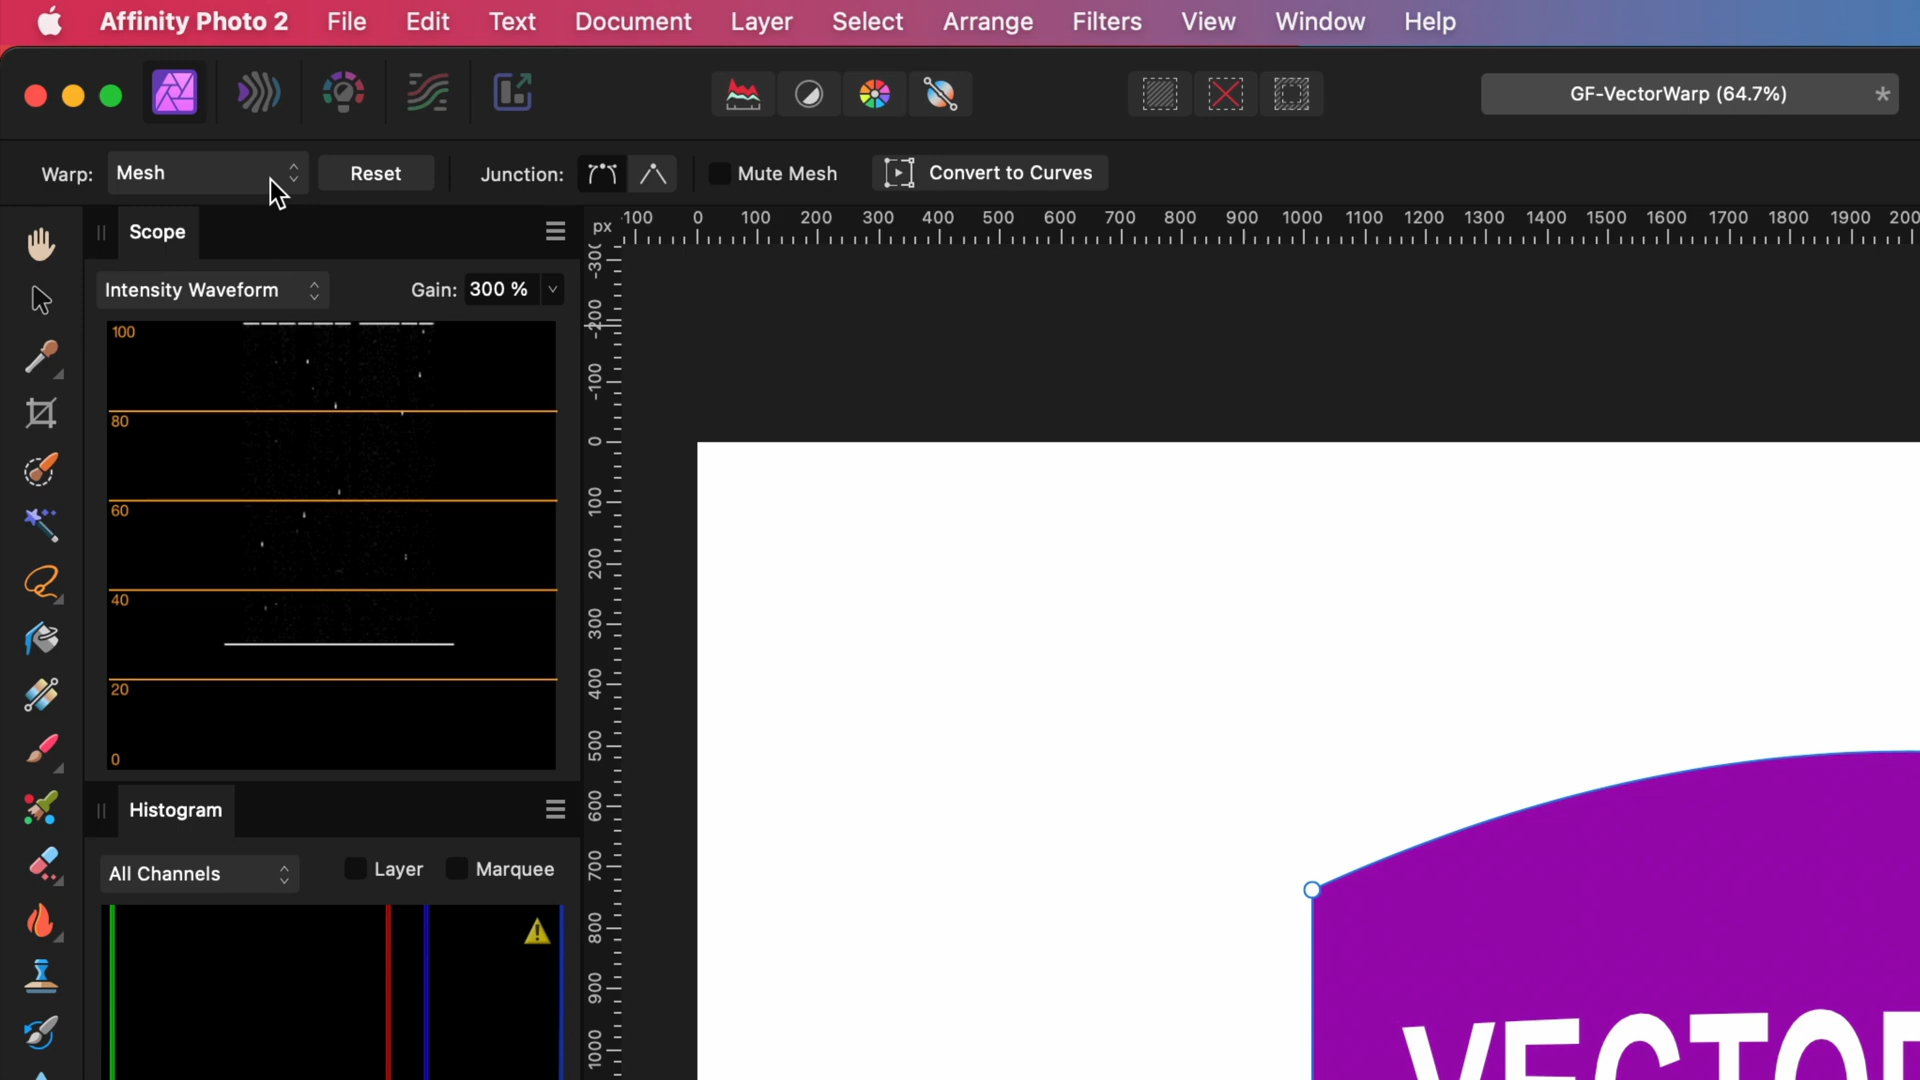 Affinity Photo 2 File Edit Text Document Layer Select Arrange Filters View Window Help
GF-VectorWarp (64.7%) *
Warp: Mesh Reset Junction: Mute Mesh Convert to Curves
Scope
px 100 0 100 200 300 400 500 600 700 800 900 1000 1100 1200 1300 1400 1500 1600 1700 1800 1900 200
Intensity Waveform Gain: 300 %
100
80
60
40
20
0
-300
-200
-100
0
100
200
300
400
500
600
700
800
900
1000
Histogram
All Channels Layer Marquee
VECTOR